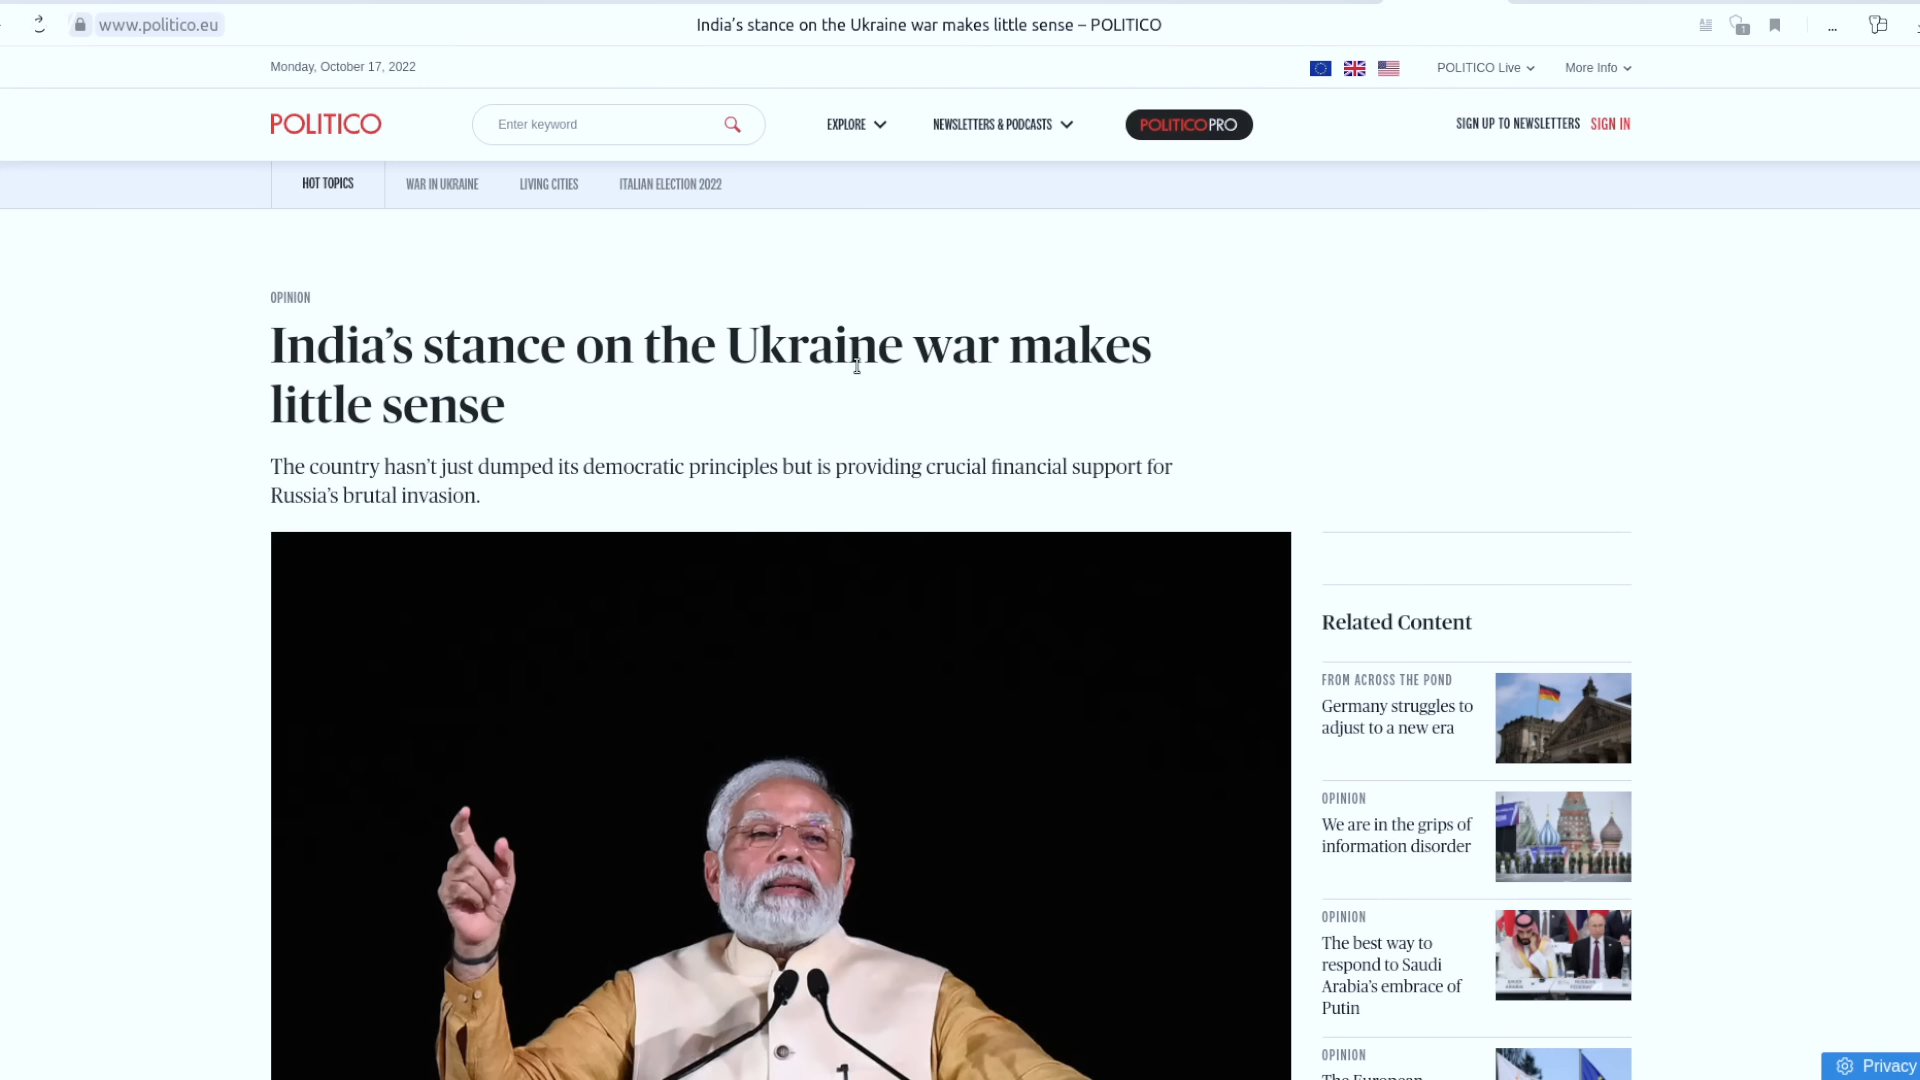 www.politico.eu
India's stance on the Ukraine war makes little sense – POLITICO
1
...
Monday, October 17, 2022
POLITICO Live
More Info
POLITICO
Enter keyword
EXPLORE
NEWSLETTERS & PODCASTS
POLITICOPRO
SIGN UP TO NEWSLETTERS
SIGN IN
HOT TOPICS
WAR IN UKRAINE
LIVING CITIES
ITALIAN ELECTION 2022
OPINION
India's stance on the Ukraine war makes
little sense
The country hasn't just dumped its democratic principles but is providing crucial financial support for
Russia's brutal invasion.
Related Content
FROM ACROSS THE POND
Germany struggles to
adjust to a new era
OPINION
We are in the grips of
information disorder
OPINION
The best way to
respond to Saudi
Arabia's embrace of
Putin
OPINION
The European
Privacy